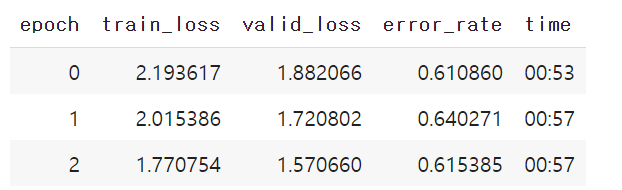 epoch train_loss valid_loss error_rate time
0 2.193617 1.882066 0.610860 00:53
1 2.015386 1.720802 0.640271 00:57
2 1.770754 1.570660 0.615385 00:57